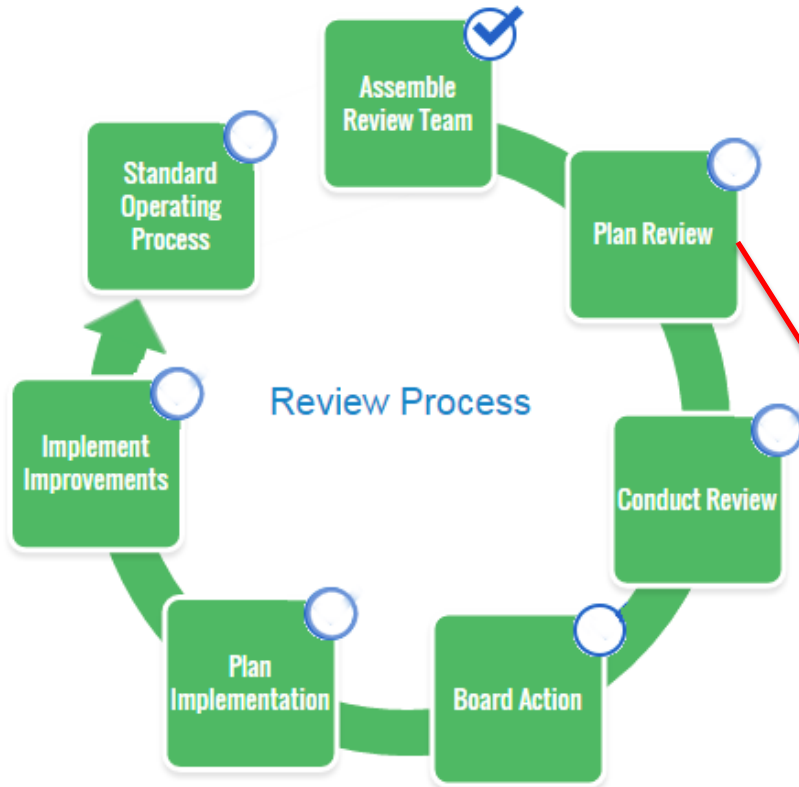 Assemble
Review Team
Plan Review
Conduct Review
Board Action
Plan
Implementation
Implement
Improvements
Standard
Operating
Process
Review Process